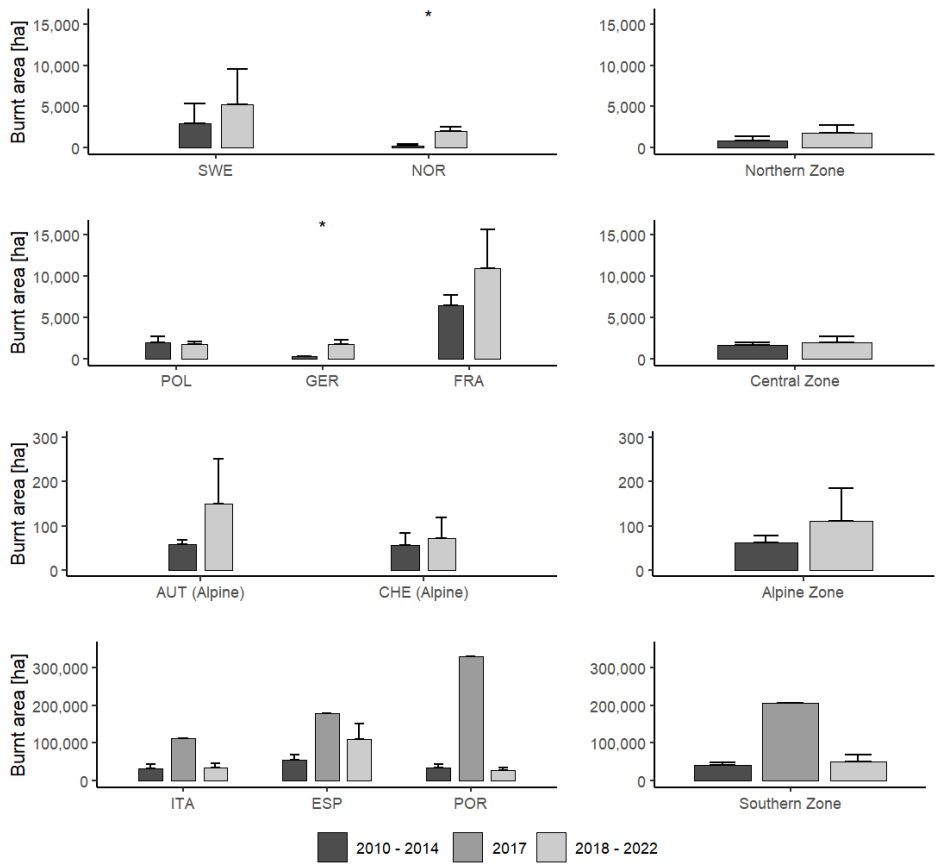 *
Burnt area [ha]
15,000
10,000
5,000
0
SWE NOR
15,000
10,000
5,000
0
Northern Zone
*
Burnt area [ha]
15,000
10,000
5,000
0
POL GER FRA
15,000
10,000
5,000
0
Central Zone
Burnt area [ha]
300
200
100
0
AUT (Alpine) CHE (Alpine)
300
200
100
0
Alpine Zone
Burnt area [ha]
300,000
200,000
100,000
0
ITA ESP POR
300,000
200,000
100,000
0
Southern Zone
2010 - 2014 2017 2018 - 2022